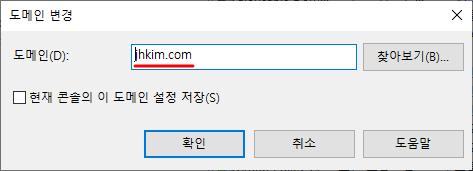 도메인 변경
도메인(D):
jhkim.com
찾아보기(B)...
현재 콘솔의 이 도메인 설정 저장(S)
확인
취소
도움말